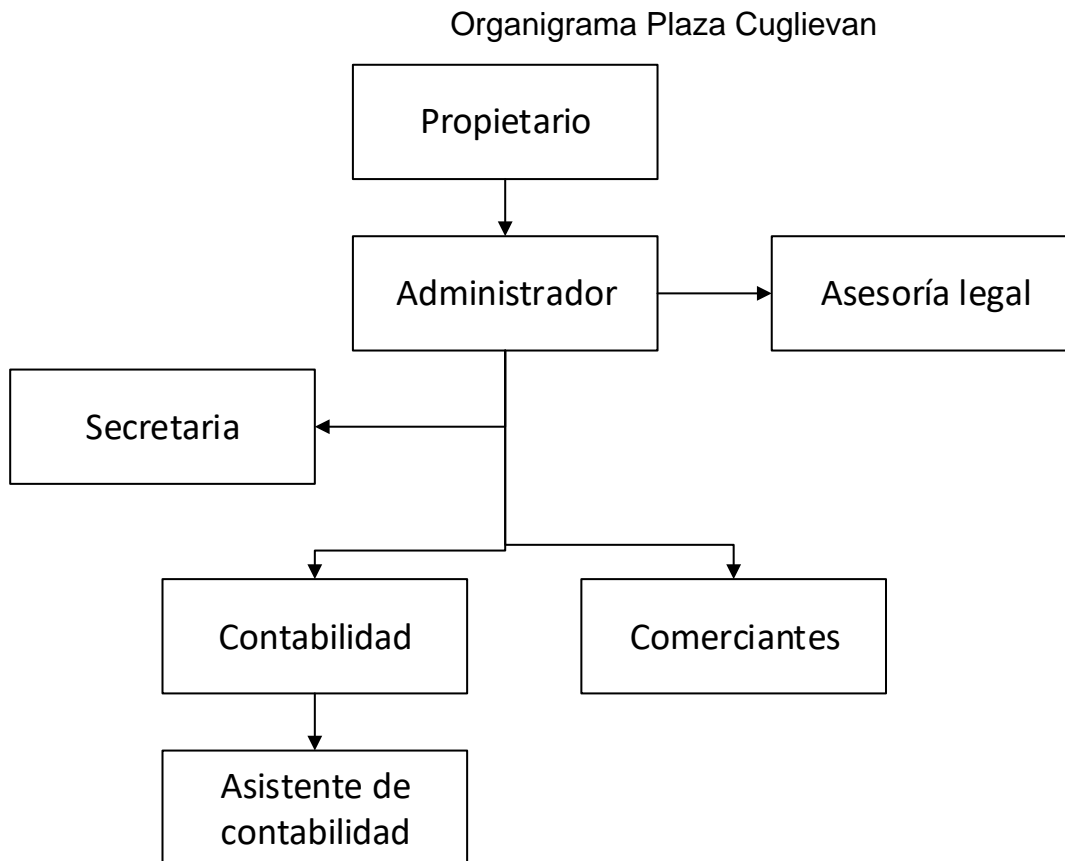 Organigrama Plaza Cuglievan
Propietario
Administrador
Asesoría legal
Secretaria
Contabilidad
Comerciantes
Asistente de
contabilidad